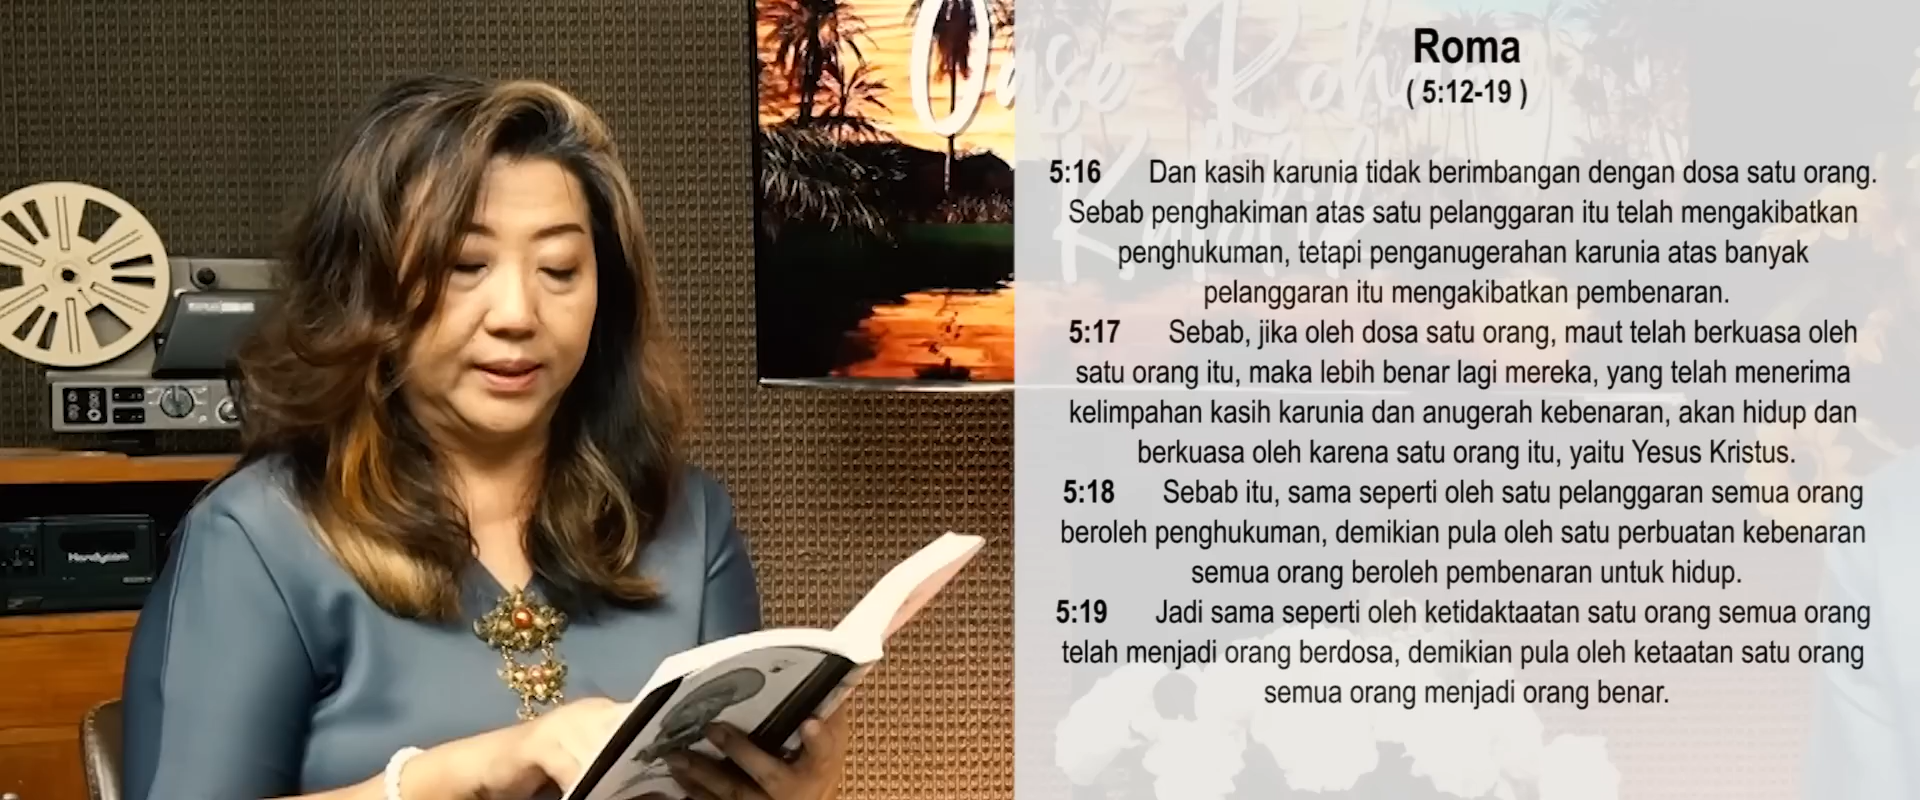 Oase Rohani
Katolik
Roma
( 5:12-19 )
5:16 Dan kasih karunia tidak berimbangan dengan dosa satu orang.
Sebab penghakiman atas satu pelanggaran itu telah mengakibatkan
penghukuman, tetapi penganugerahan karunia atas banyak
pelanggaran itu mengakibatkan pembenaran.
5:17 Sebab, jika oleh dosa satu orang, maut telah berkuasa oleh
satu orang itu, maka lebih benar lagi mereka, yang telah menerima
kelimpahan kasih karunia dan anugerah kebenaran, akan hidup dan
berkuasa oleh karena satu orang itu, yaitu Yesus Kristus.
5:18 Sebab itu, sama seperti oleh satu pelanggaran semua orang
beroleh penghukuman, demikian pula oleh satu perbuatan kebenaran
semua orang beroleh pembenaran untuk hidup.
5:19 Jadi sama seperti oleh ketidaktaatan satu orang semua orang
telah menjadi orang berdosa, demikian pula oleh ketaatan satu orang
semua orang menjadi orang benar.
Handycam
SONY